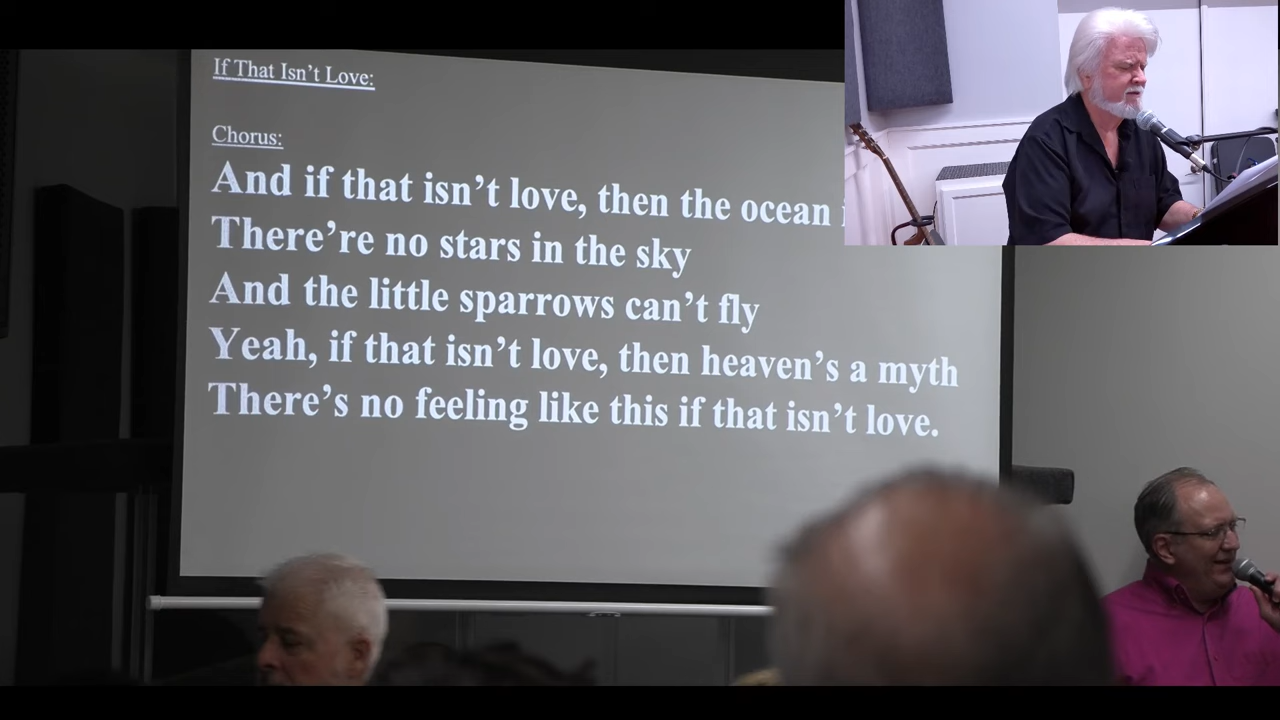 If That Isn't Love:
Chorus:
And if that isn't love, then the ocean
There're no stars in the sky
And the little sparrows can't fly
Yeah, if that isn't love, then heaven's a myth
There's no feeling like this if that isn't love.